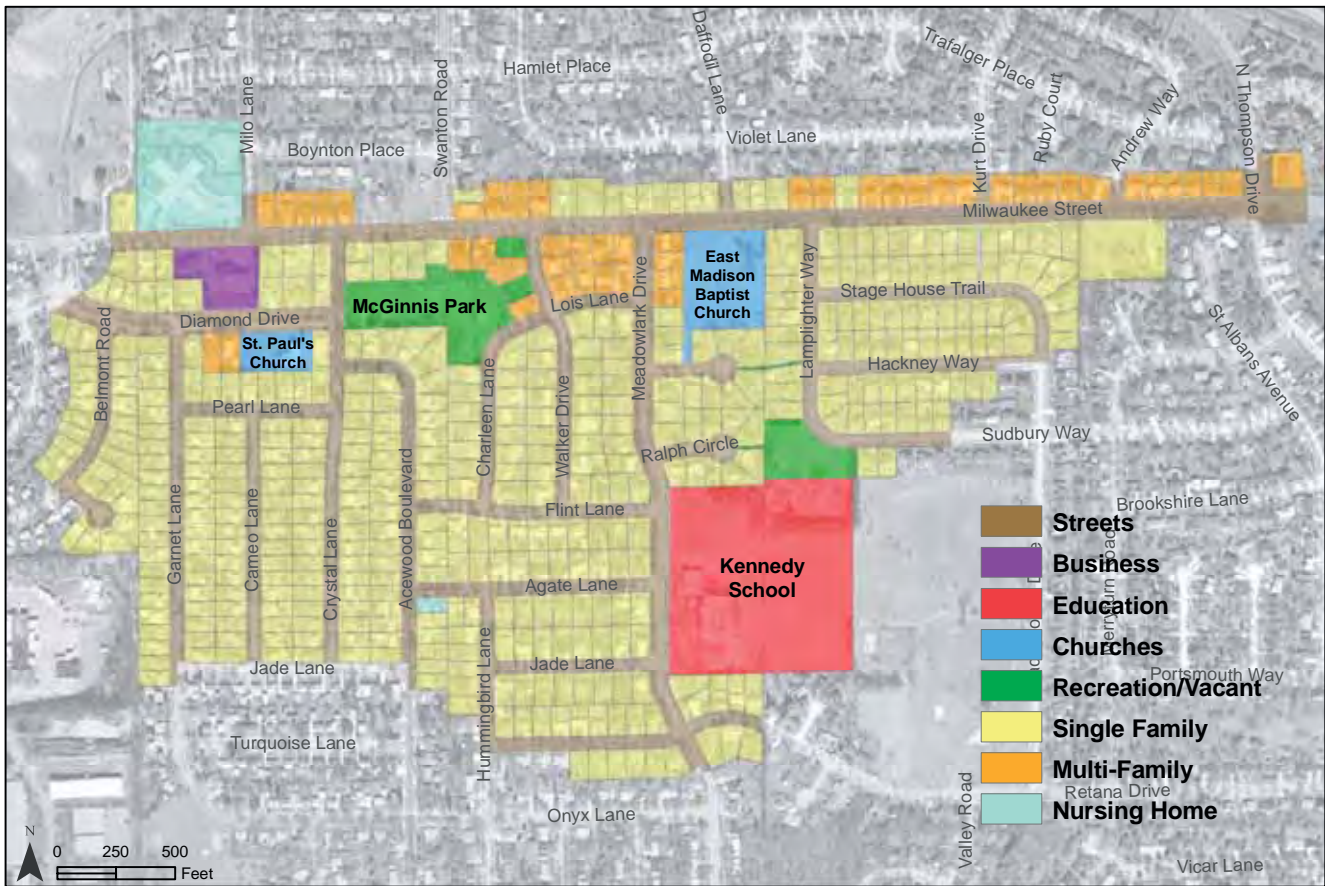 Hamlet Place
Daffodil Lane
Trafalger Place
Milo Lane
Swanton Road
Boynton Place
Violet Lane
Kurt Drive
Ruby Court
Andrew Way
N Thompson Drive
Milwaukee Street
McGinnis Park
Lois Lane
Meadowlark Drive
East
Madison
Baptist
Church
Lamplighter Way
Stage House Trail
Diamond Drive
St. Paul's
Church
Belmont Road
Hackney Way
St Albans Avenue
Pearl Lane
Charleen Lane
Walker Drive
Ralph Circle
Sudbury Way
Garnet Lane
Cameo Lane
Crystal Lane
Acewood Boulevard
Flint Lane
Brookshire Lane
Kennedy
School
Agate Lane
Jade Lane
Jade Lane
Hummingbird Lane
Turquoise Lane
Onyx Lane
Portsmouth Way
Retana Drive
Valley Road
Vicar Lane
Streets
Business
Education
Churches
Recreation/Vacant
Single Family
Multi-Family
Nursing Home
N
0 250 500
Feet